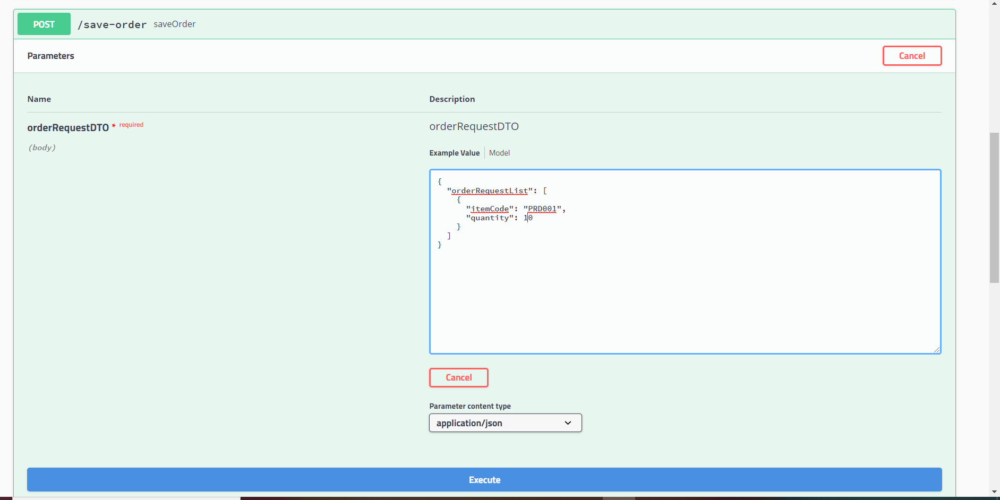 POST /save-order saveOrder
Parameters
Cancel
Name Description
orderRequestDTO * required
(body)
orderRequestDTO
Example Value Model
{
  "orderRequestList": [
    {
      "itemCode": "PRD001",
      "quantity": 10
    }
  ]
}
Cancel
Parameter content type
application/json
Execute